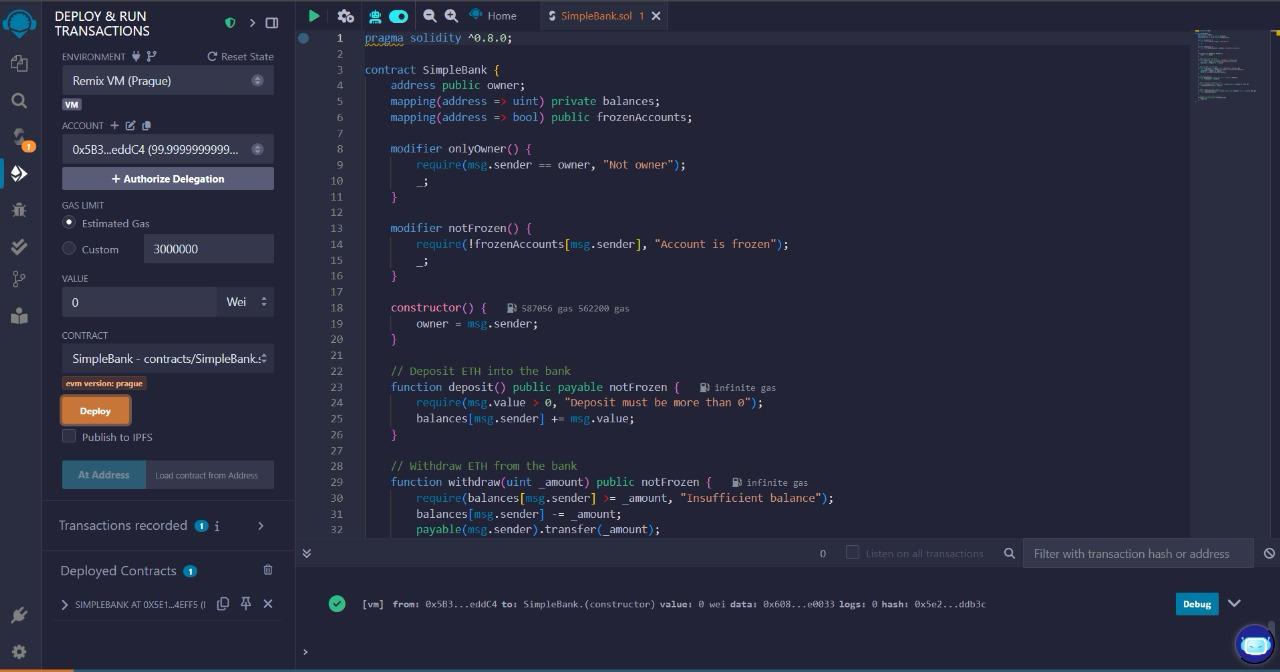 DEPLOY & RUN
TRANSACTIONS
ENVIRONMENT
Reset State
Remix VM (Prague)
VM
ACCOUNT
0x5B3...eddC4 (99.9999999999...
+ Authorize Delegation
GAS LIMIT
Estimated Gas
Custom
3000000
VALUE
0
Wei
CONTRACT
SimpleBank - contracts/SimpleBank.s
evm version: prague
Deploy
Publish to IPFS
At Address
Load contract from Address
Transactions recorded 1 i
Deployed Contracts 1
SIMPLEBANK AT 0X5E1...4EFF5 (I
1
Home
SimpleBank.sol 1
1 pragma solidity ^0.8.0;
2
3 contract SimpleBank {
4 address public owner;
5 mapping(address => uint) private balances;
6 mapping(address => bool) public frozenAccounts;
7
8 modifier onlyOwner() {
9 require(msg.sender == owner, "Not owner");
10 _;
11 }
12
13 modifier notFrozen() {
14 require(!frozenAccounts[msg.sender], "Account is frozen");
15 _;
16 }
17
18 constructor() { 587056 gas 562200 gas
19 owner = msg.sender;
20 }
21
22 // Deposit ETH into the bank
23 function deposit() public payable notFrozen { infinite gas
24 require(msg.value > 0, "Deposit must be more than 0");
25 balances[msg.sender] += msg.value;
26 }
27
28 // Withdraw ETH from the bank
29 function withdraw(uint _amount) public notFrozen { infinite gas
30 require(balances[msg.sender] >= _amount, "Insufficient balance");
31 balances[msg.sender] -= _amount;
32 payable(msg.sender).transfer(_amount);
0
Listen on all transactions
Filter with transaction hash or address
[vm] from: 0x5B3...eddC4 to: SimpleBank.(constructor) value: 0 wei data: 0x608...e0033 logs: 0 hash: 0x5e2...ddb3c
Debug
>